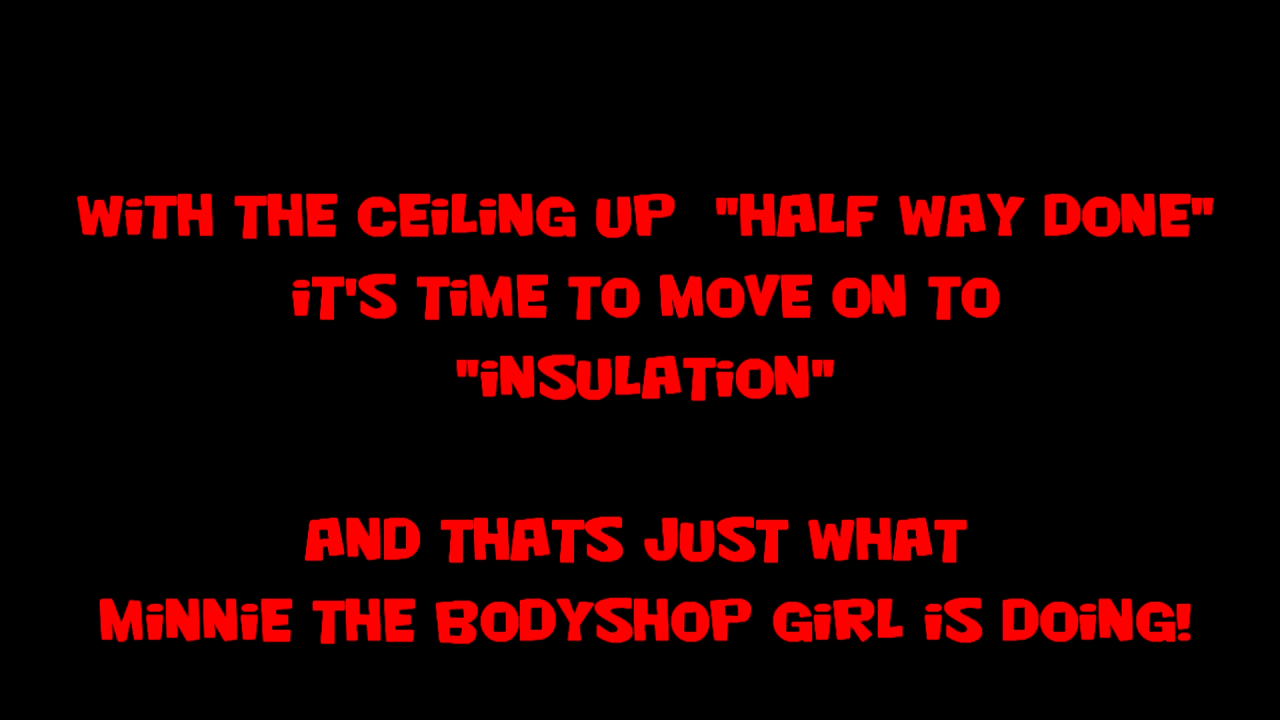 WiTH THE CEiLiNG UP "HALF WAY DONE"
iT'S TiME TO MOVE ON TO
"iNSULATiON"
AND THATS JUST WHAT
MiNNiE THE BODYSHOP GiRL iS DOiNG!